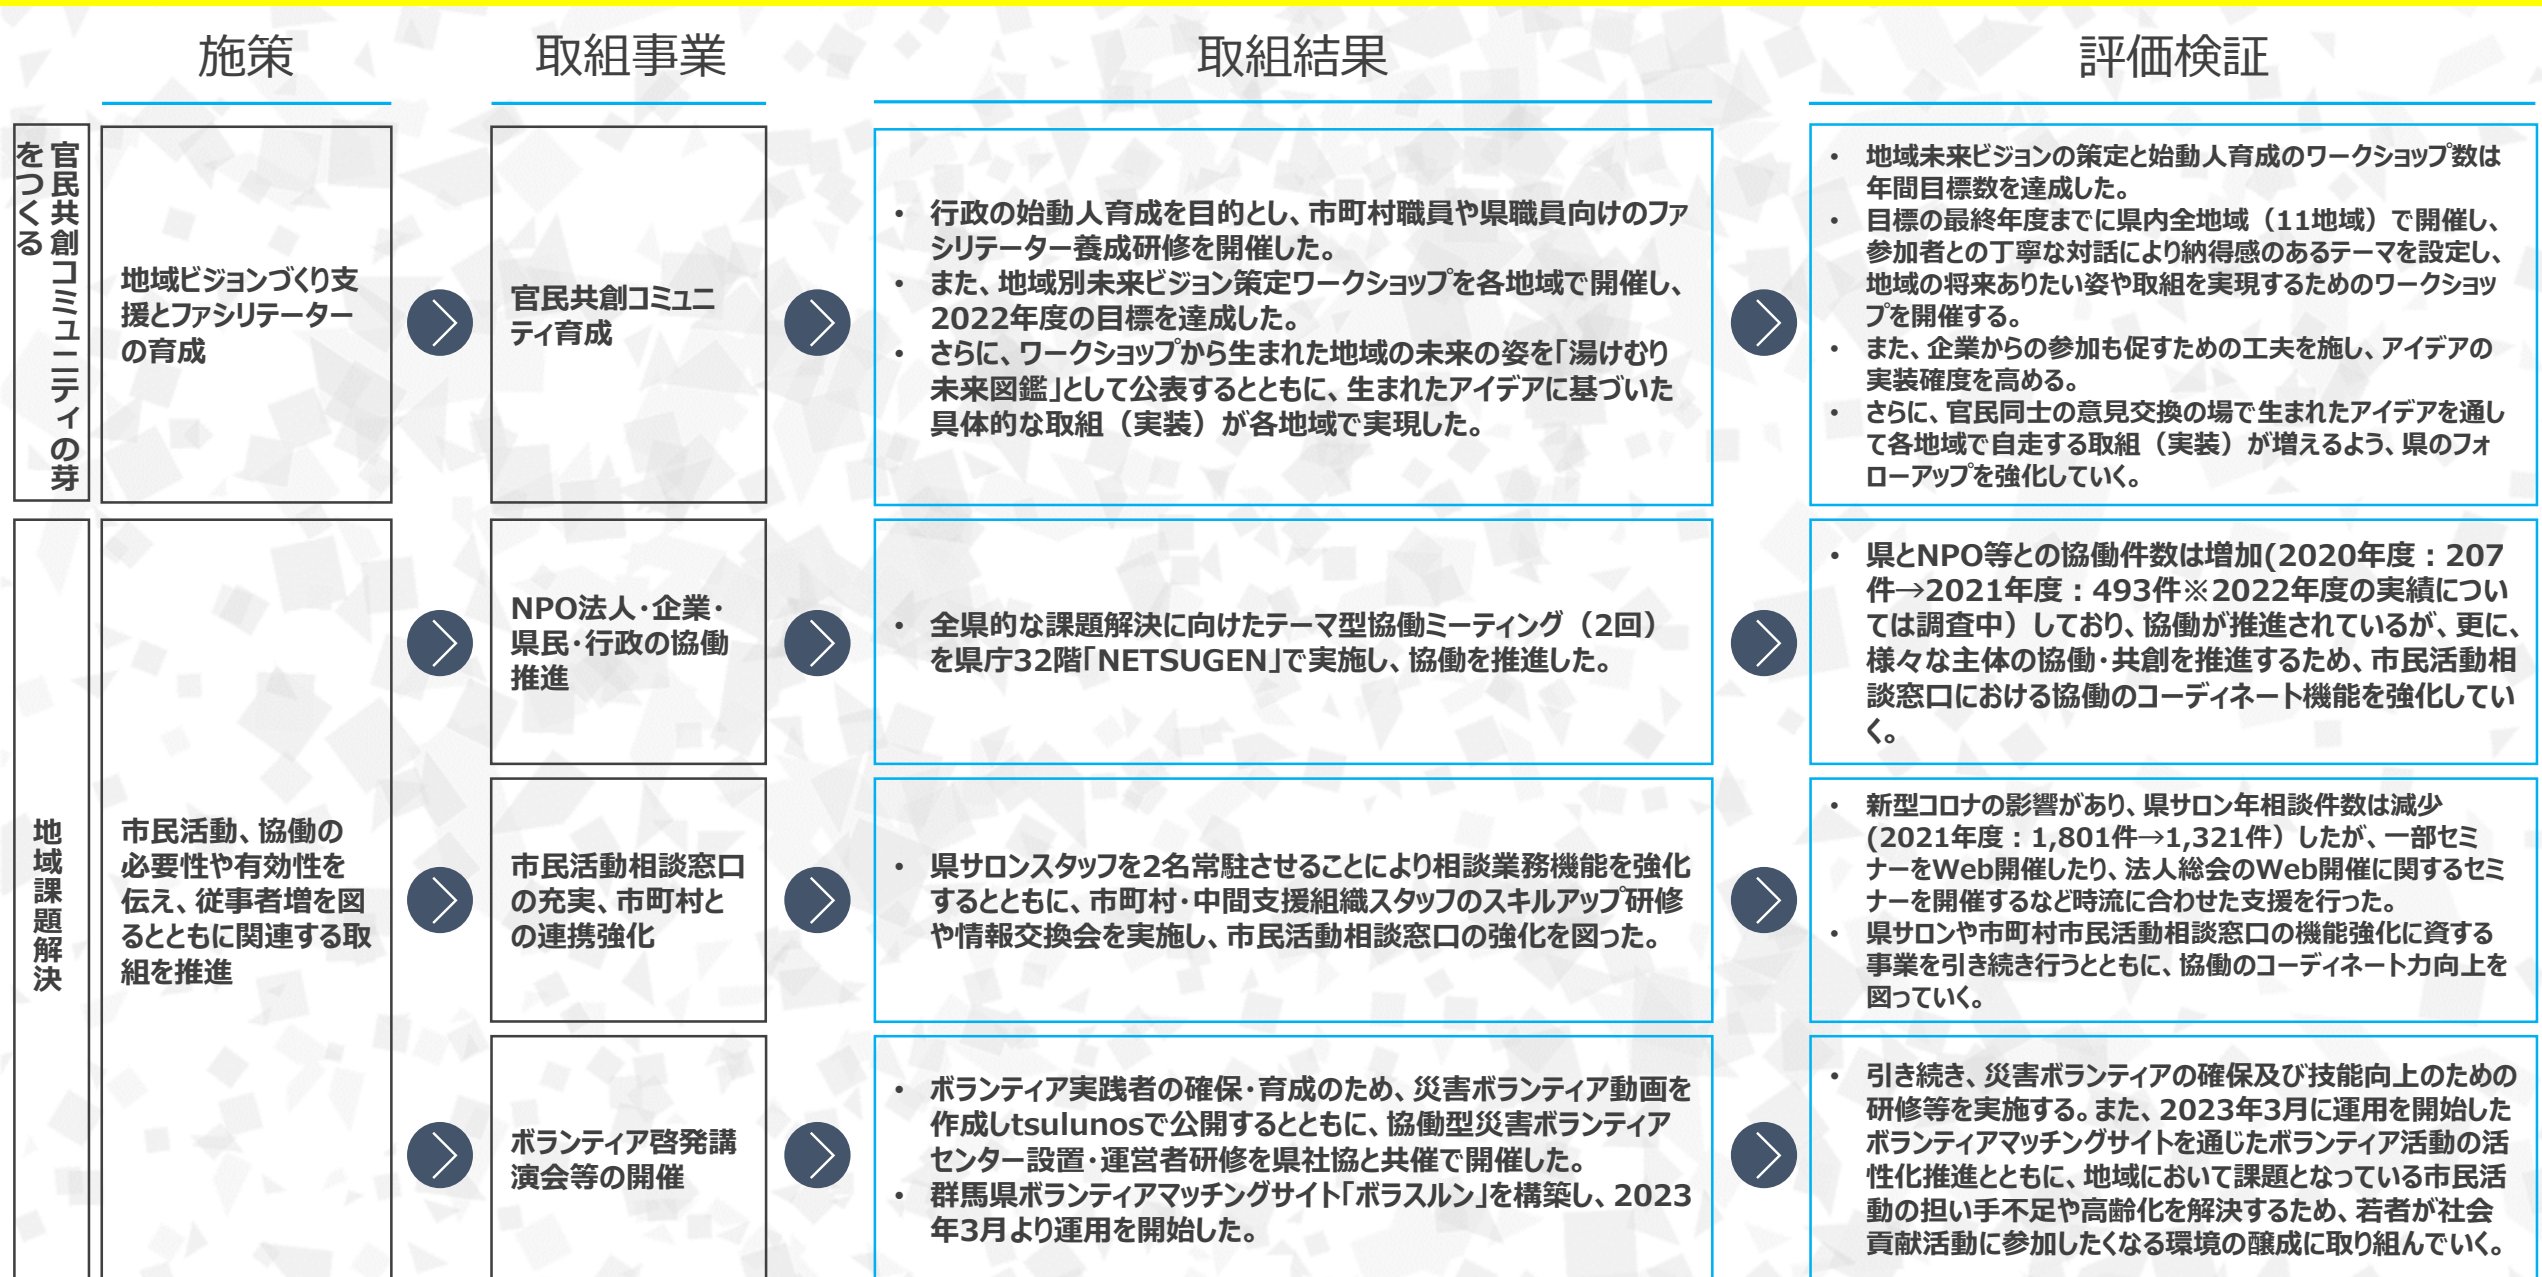 施策
取組事業
取組結果
評価検証
官民共創コミュニティの芽
をつくる
地域ビジョンづくり支
援とファシリテーター
の育成
官民共創コミュニ
ティ育成
• 行政の始動人育成を目的とし、市町村職員や県職員向けのファ
シリテーター養成研修を開催した。
• また、地域別未来ビジョン策定ワークショップを各地域で開催し、
2022年度の目標を達成した。
• さらに、ワークショップから生まれた地域の未来の姿を「湯けむり
未来図鑑」として公表するとともに、生まれたアイデアに基づいた
具体的な取組（実装）が各地域で実現した。
• 地域未来ビジョンの策定と始動人育成のワークショップ数は
年間目標数を達成した。
• 目標の最終年度までに県内全地域（11地域）で開催し、
参加者との丁寧な対話により納得感のあるテーマを設定し、
地域の将来ありたい姿や取組を実現するためのワークショッ
プを開催する。
• また、企業からの参加も促すための工夫を施し、アイデアの
実装確度を高める。
• さらに、官民同士の意見交換の場で生まれたアイデアを通し
て各地域で自走する取組（実装）が増えるよう、県のフォ
ローアップを強化していく。
地域課題解決
市民活動、協働の
必要性や有効性を
伝え、従事者増を図
るとともに関連する取
組を推進
NPO法人・企業・
県民・行政の協働
推進
• 全県的な課題解決に向けたテーマ型協働ミーティング（2回）
を県庁32階「NETSUGEN」で実施し、協働を推進した。
• 県とNPO等との協働件数は増加(2020年度：207
件→2021年度：493件※2022年度の実績につい
ては調査中）しており、協働が推進されているが、更に、
様々な主体の協働・共創を推進するため、市民活動相
談窓口における協働のコーディネート機能を強化してい
く。
市民活動相談窓口
の充実、市町村と
の連携強化
• 県サロンスタッフを2名常駐させることにより相談業務機能を強化
するとともに、市町村・中間支援組織スタッフのスキルアップ研修
や情報交換会を実施し、市民活動相談窓口の強化を図った。
• 新型コロナの影響があり、県サロン年相談件数は減少
(2021年度：1,801件→1,321件）したが、一部セミ
ナーをWeb開催したり、法人総会のWeb開催に関するセミ
ナーを開催するなど時流に合わせた支援を行った。
• 県サロンや市町村市民活動相談窓口の機能強化に資する
事業を引き続き行うとともに、協働のコーディネート力向上を
図っていく。
ボランティア啓発講
演会等の開催
• ボランティア実践者の確保・育成のため、災害ボランティア動画を
作成しtsulunosで公開するとともに、協働型災害ボランティア
センター設置・運営者研修を県社協と共催で開催した。
• 群馬県ボランティアマッチングサイト「ボラスルン」を構築し、2023
年3月より運用を開始した。
• 引き続き、災害ボランティアの確保及び技能向上のための
研修等を実施する。また、2023年3月に運用を開始した
ボランティアマッチングサイトを通じたボランティア活動の活
性化推進とともに、地域において課題となっている市民活
動の担い手不足や高齢化を解決するため、若者が社会
貢献活動に参加したくなる環境の醸成に取り組んでいく。